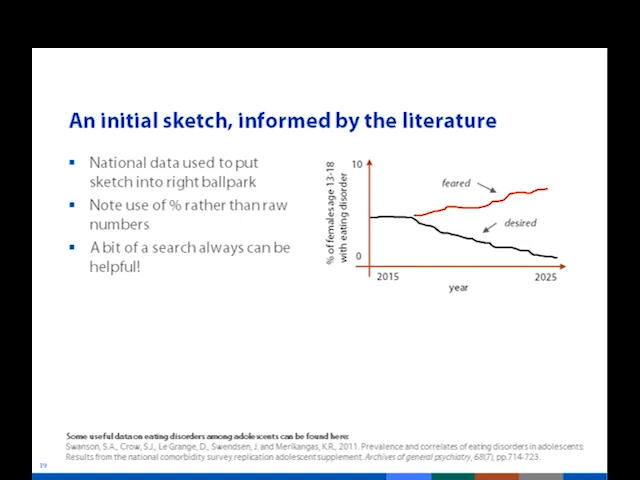 An initial sketch, informed by the literature
▪ National data used to put
sketch into right ballpark
▪ Note use of % rather than raw
numbers
▪ A bit of a search always can be
helpful!
% of females age 13-18
with eating disorder
10
0
feared
desired
2015
2025
year
Some useful data on eating disorders among adolescents can be found here:
Swanson, S.A., Crow, S.J., Le Grange, D., Swendsen, J. and Merikangas, K.R., 2011. Prevalence and correlates of eating disorders in adolescents:
Results from the national comorbidity survey replication adolescent supplement. Archives of general psychiatry, 68(7), pp.714-723.
19